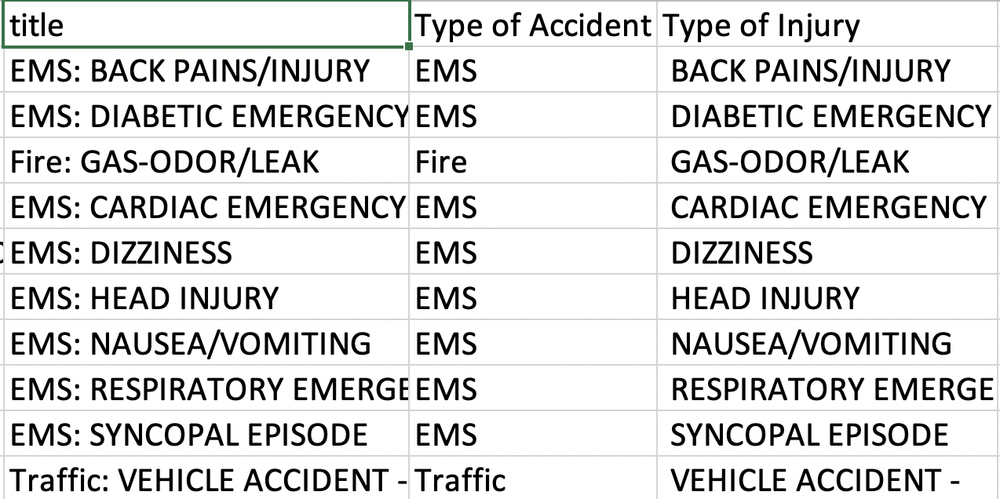 title Type of Accident Type of Injury
EMS: BACK PAINS/INJURY EMS BACK PAINS/INJURY
EMS: DIABETIC EMERGENCY EMS DIABETIC EMERGENCY
Fire: GAS-ODOR/LEAK Fire GAS-ODOR/LEAK
EMS: CARDIAC EMERGENCY EMS CARDIAC EMERGENCY
EMS: DIZZINESS EMS DIZZINESS
EMS: HEAD INJURY EMS HEAD INJURY
EMS: NAUSEA/VOMITING EMS NAUSEA/VOMITING
EMS: RESPIRATORY EMERGE EMS RESPIRATORY EMERGE
EMS: SYNCOPAL EPISODE EMS SYNCOPAL EPISODE
Traffic: VEHICLE ACCIDENT - Traffic VEHICLE ACCIDENT -